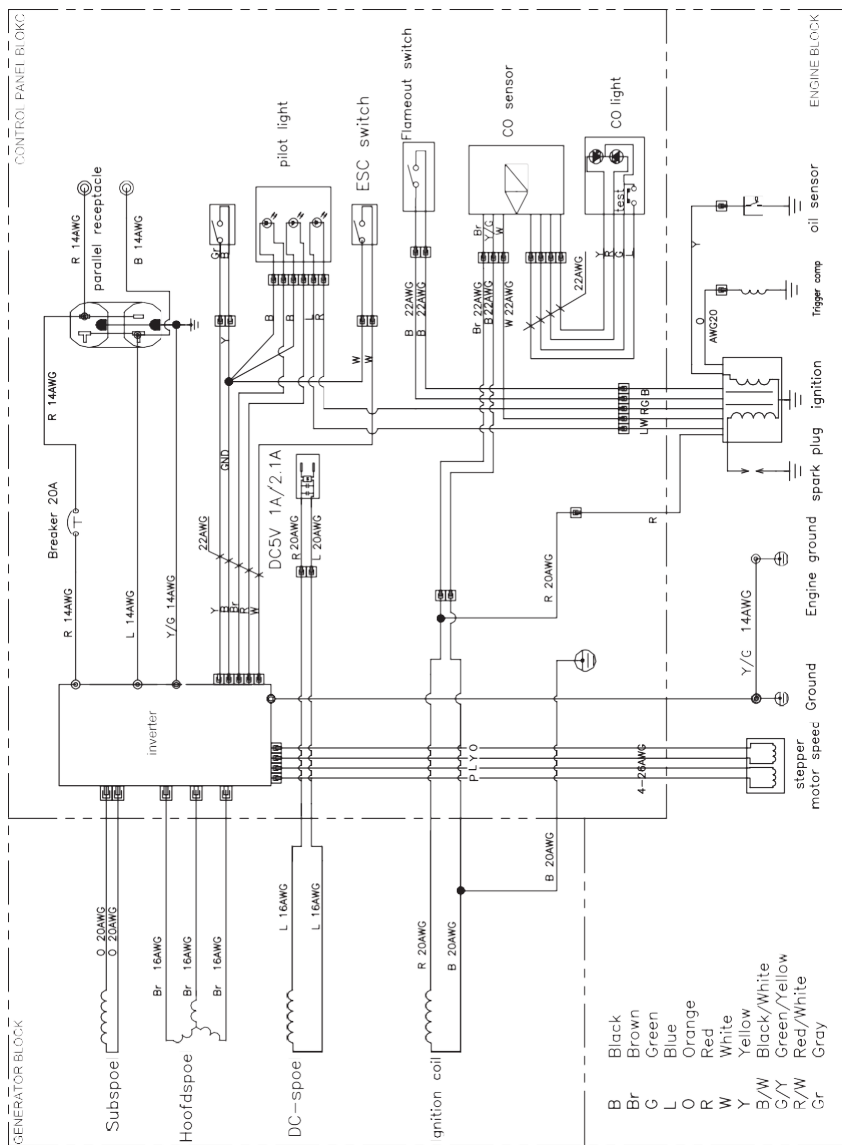 GENERATOR BLOCK
CONTROL PANEL BLOKC
ENGINE BLOCK
Subspoel
Hoofdspoe
DC-spoe
Ignition coil
O 20AWG
O 20AWG
Br 16AWG
Br 16AWG
Br 16AWG
L 16AWG
L 16AWG
R 20AWG
B 20AWG
inverter
R 14AWG
L 14AWG
Y/G 14AWG
Breaker 20A
R 14AWG
parallel receptacle
R 14AWG
B 14AWG
Y
B
Br
R
W
22AWG
GND
Y
Gr
B
B
R
L
R
pilot light
W
W
ESC switch
DC5V 1A/2.1A
R 20AWG
L 20AWG
Flameout switch
B 22AWG
B 22AWG
CO sensor
Br
Y/G
W
Br 22AWG
B 22AWG
W 22AWG
22AWG
Y
R
G
L
CO light
test
R 20AWG
B 20AWG
R
L W R G B
P L Y O
4-26AWG
stepper
motor speed
Ground
Y/G 14AWG
Engine ground
spark plug
ignition
O
AWG20
Trigger comp
Y
oil sensor
B Black
Br Brown
G Green
L Blue
O Orange
R Red
W White
Y Yellow
B/W Black/White
G/Y Green/Yellow
R/W Red/White
Gr Gray